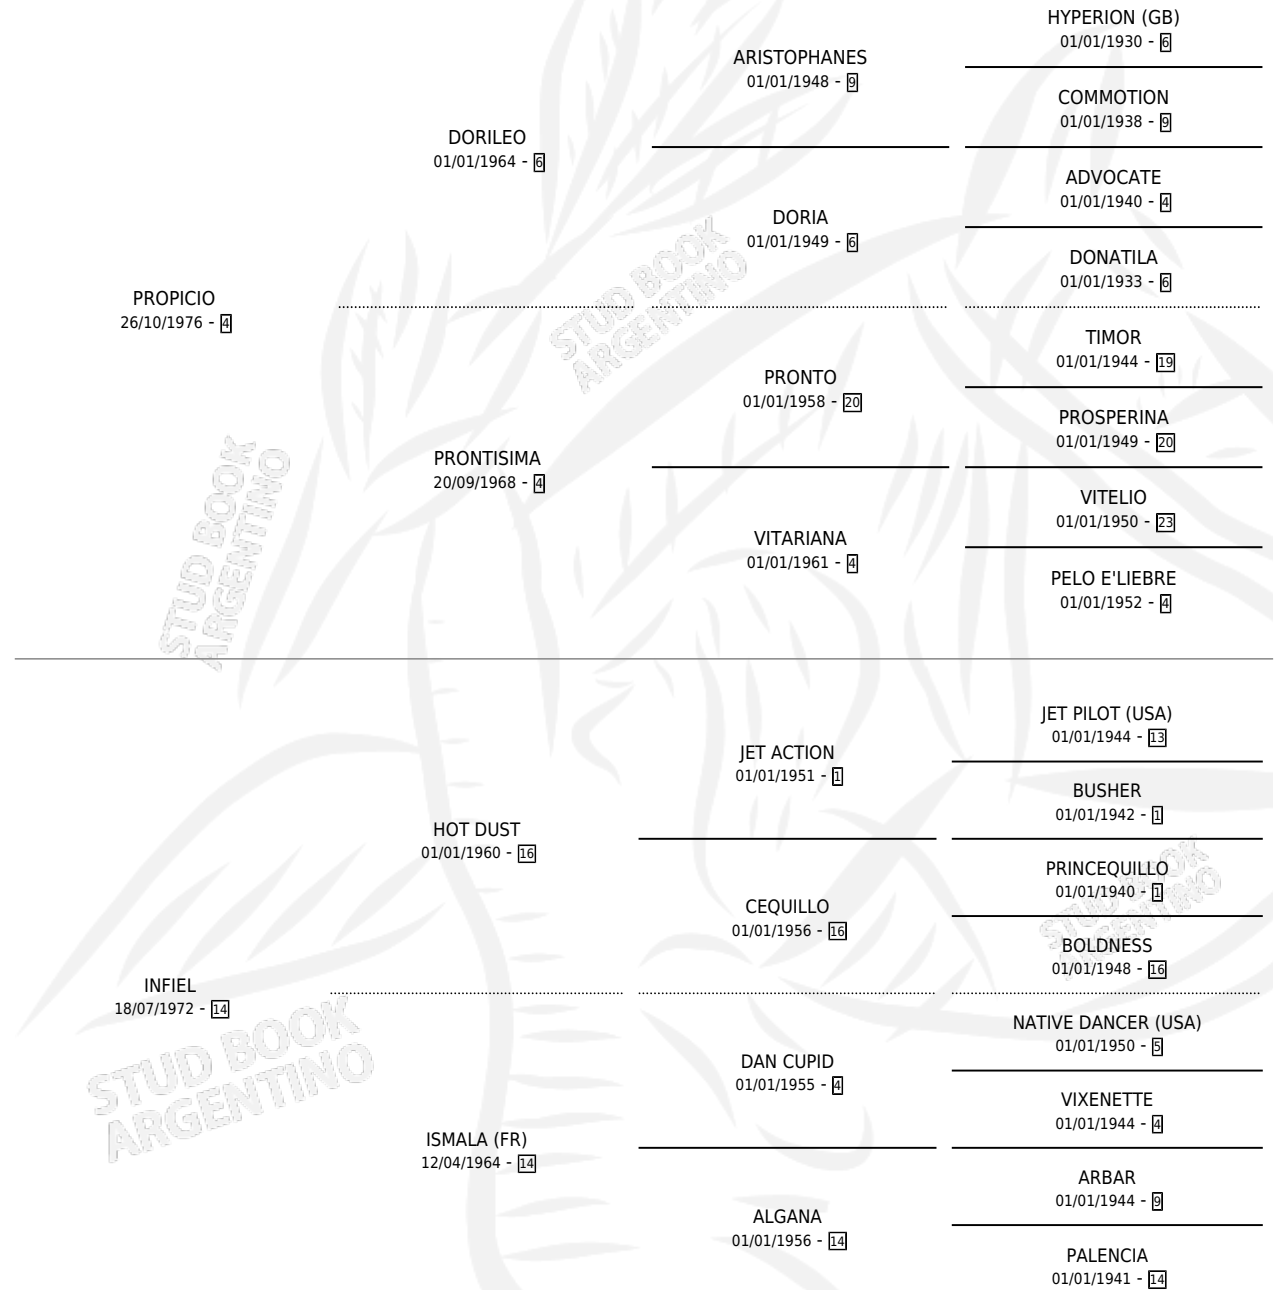 HYPERION (GB)
01/01/1930 - 6
ARISTOPHANES
01/01/1948 - 9
COMMOTION
01/01/1938 - 9
DORILEO
01/01/1964 - 6
ADVOCATE
01/01/1940 - 4
DORIA
01/01/1949 - 6
DONATILA
01/01/1933 - 6
PROPICIO
26/10/1976 - 4
TIMOR
01/01/1944 - 19
PRONTO
01/01/1958 - 20
PROSPERINA
01/01/1949 - 20
PRONTISIMA
20/09/1968 - 4
VITELIO
01/01/1950 - 23
VITARIANA
01/01/1961 - 4
PELO E'LIEBRE
01/01/1952 - 4
STUD BOOK
ARGENTINO
STUD BOOK
ARGENTINO
JET PILOT (USA)
01/01/1944 - 13
JET ACTION
01/01/1951 - 1
BUSHER
01/01/1942 - 1
HOT DUST
01/01/1960 - 16
PRINCEQUILLO
01/01/1940 - 1
CEQUILLO
01/01/1956 - 16
BOLDNESS
01/01/1948 - 16
INFIEL
18/07/1972 - 14
NATIVE DANCER (USA)
01/01/1950 - 5
DAN CUPID
01/01/1955 - 4
VIXENETTE
01/01/1944 - 4
ISMALA (FR)
12/04/1964 - 14
ARBAR
01/01/1944 - 9
ALGANA
01/01/1956 - 14
PALENCIA
01/01/1941 - 14
STUD BOOK
ARGENTINO
STUD BOOK
ARGENTINO